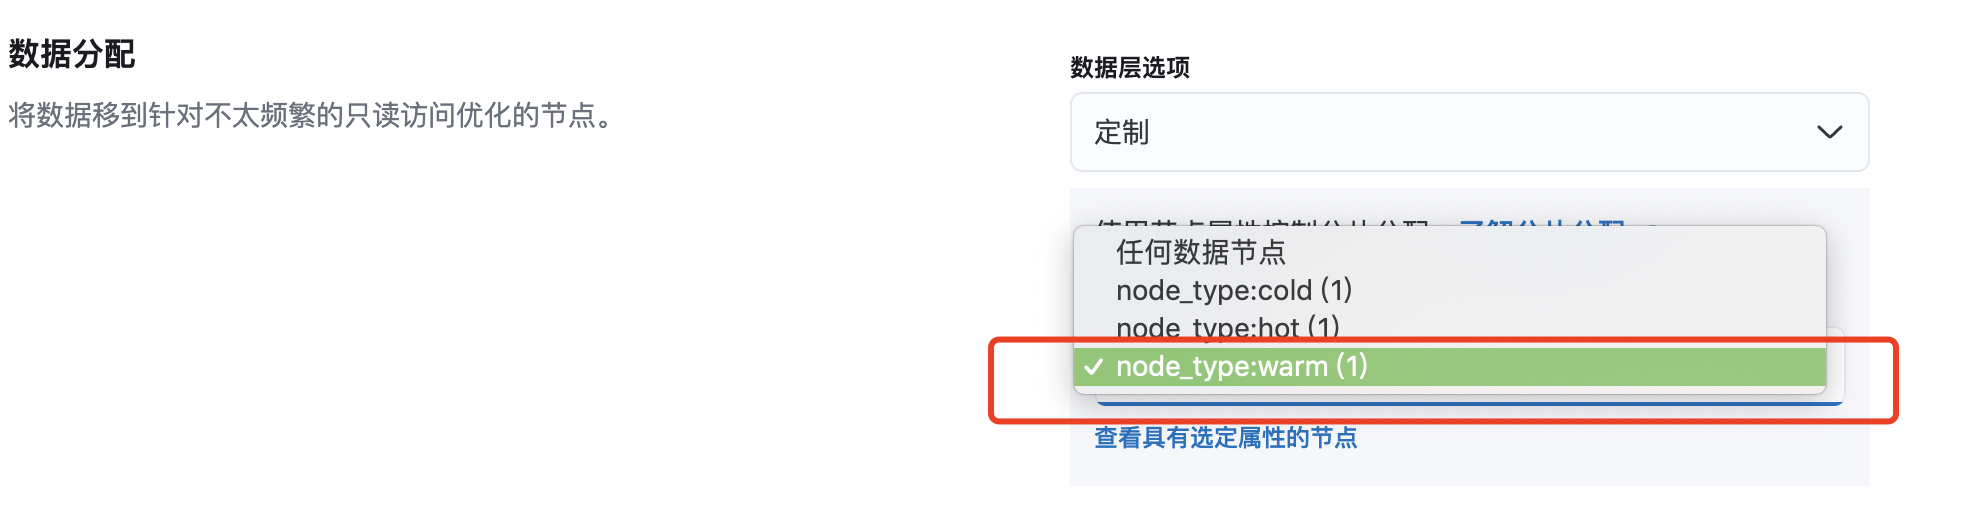 数据分配
将数据移到针对不太频繁的只读访问优化的节点。
数据层选项
定制
任何数据节点
node_type:cold (1)
node_type:hot (1)
node_type:warm (1)
查看具有选定属性的节点